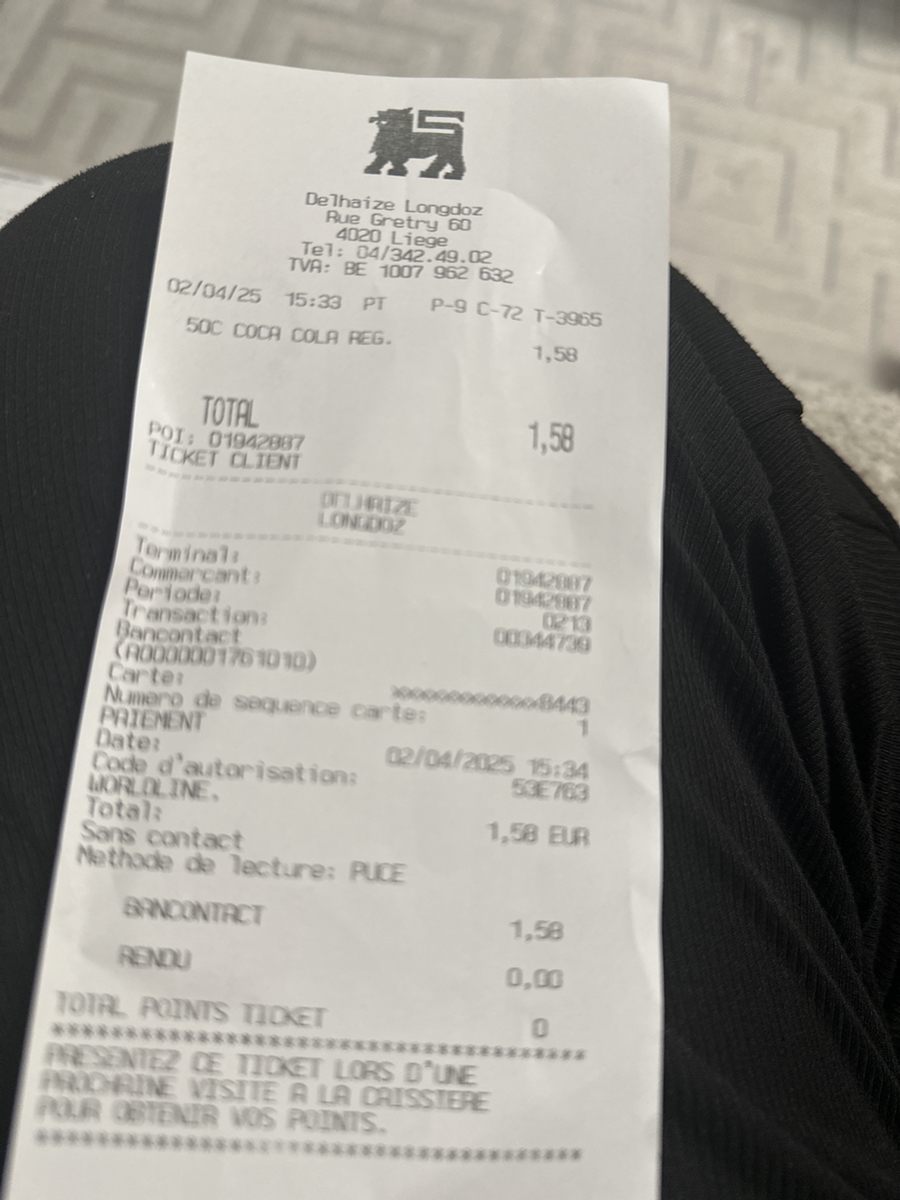 Delhaize Longdoz
Rue Gretry 60
4020 Liege
Tel: 04/342.49.02
TVA: BE 1007 962 632
02/04/25 15:33 PT P-9 C-72 T-3965
50C COCA COLA REG. 1,58
TOTAL 1,58
POI: 01942887
TICKET CLIENT
DELHAIZE
LONGDOZ
Terminal: 01942887
Commercant: 01942887
Periode: 0213
Transaction: 00344739
Bancontact
(A0000001761010)
Carte: xxxxxxxxxxxxx8443
Numero de sequence carte: 1
PAIEMENT
Date: 02/04/2025 15:34
Code d'autorisation: 53E763
WORLDLINE.
Total: 1,58 EUR
Sans contact
Methode de lecture: PUCE
BANCONTACT 1,58
RENDU 0,00
TOTAL POINTS TICKET 0
****************************************
PRESENTEZ CE TICKET LORS D'UNE
PROCHAINE VISITE A LA CAISSIERE
POUR OBTENIR VOS POINTS.
****************************************